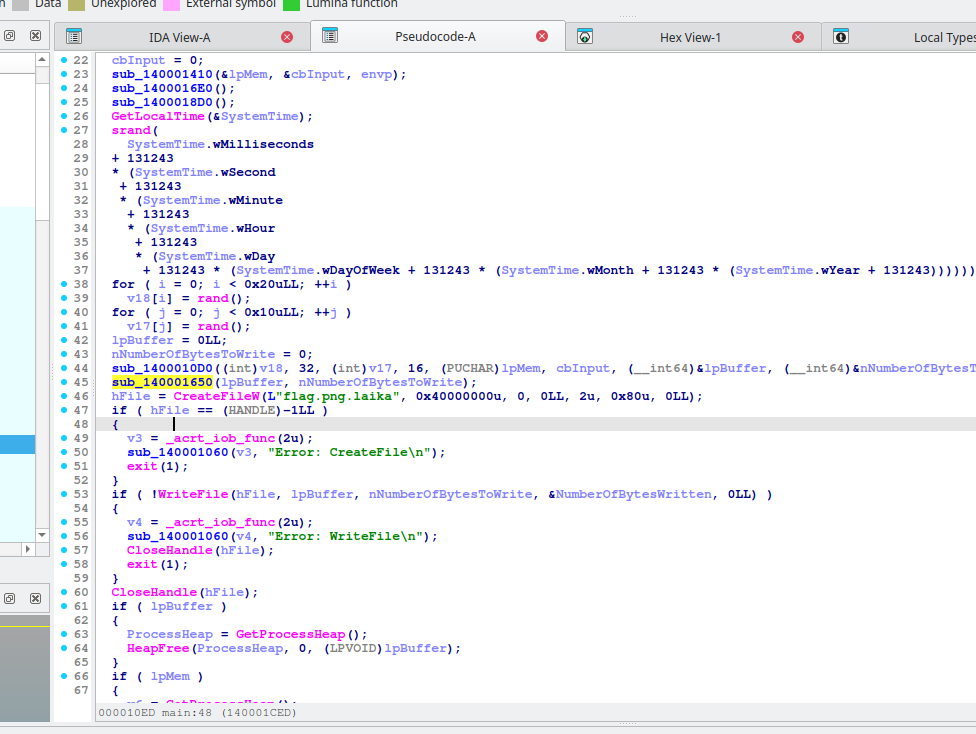 Data Unexplored External symbol Lumina function
IDA View-A Pseudocode-A Hex View-1 Local Types
22 cbInput = 0;
23 sub_140001410(&lpMem, &cbInput, envp);
24 sub_1400016E0();
25 sub_1400018D0();
26 GetLocalTime(&SystemTime);
27 srand(
28 SystemTime.wMilliseconds
29 + 131243
30 * (SystemTime.wSecond
31 + 131243
32 * (SystemTime.wMinute
33 + 131243
34 * (SystemTime.wHour
35 + 131243
36 * (SystemTime.wDay
37 + 131243 * (SystemTime.wDayOfWeek + 131243 * (SystemTime.wMonth + 131243 * (SystemTime.wYear + 131243))))))
38 for ( i = 0; i < 0x20uLL; ++i )
39 v18[i] = rand();
40 for ( j = 0; j < 0x10uLL; ++j )
41 v17[j] = rand();
42 lpBuffer = 0LL;
43 nNumberOfBytesToWrite = 0;
44 sub_1400010D0((int)v18, 32, (int)v17, 16, (PUCHAR)lpMem, cbInput, (__int64)&lpBuffer, (__int64)&nNumberOfBytesT
45 sub_140001650(lpBuffer, nNumberOfBytesToWrite);
46 hFile = CreateFileW(L"flag.png.laika", 0x40000000u, 0, 0LL, 2u, 0x80u, 0LL);
47 if ( hFile == (HANDLE)-1LL )
48 {
49 v3 = _acrt_iob_func(2u);
50 sub_140001060(v3, "Error: CreateFile\n");
51 exit(1);
52 }
53 if ( !WriteFile(hFile, lpBuffer, nNumberOfBytesToWrite, &NumberOfBytesWritten, 0LL) )
54 {
55 v4 = _acrt_iob_func(2u);
56 sub_140001060(v4, "Error: WriteFile\n");
57 CloseHandle(hFile);
58 exit(1);
59 }
60 CloseHandle(hFile);
61 if ( lpBuffer )
62 {
63 ProcessHeap = GetProcessHeap();
64 HeapFree(ProcessHeap, 0, (LPVOID)lpBuffer);
65 }
66 if ( lpMem )
67 {
000010ED main:48 (140001CED)